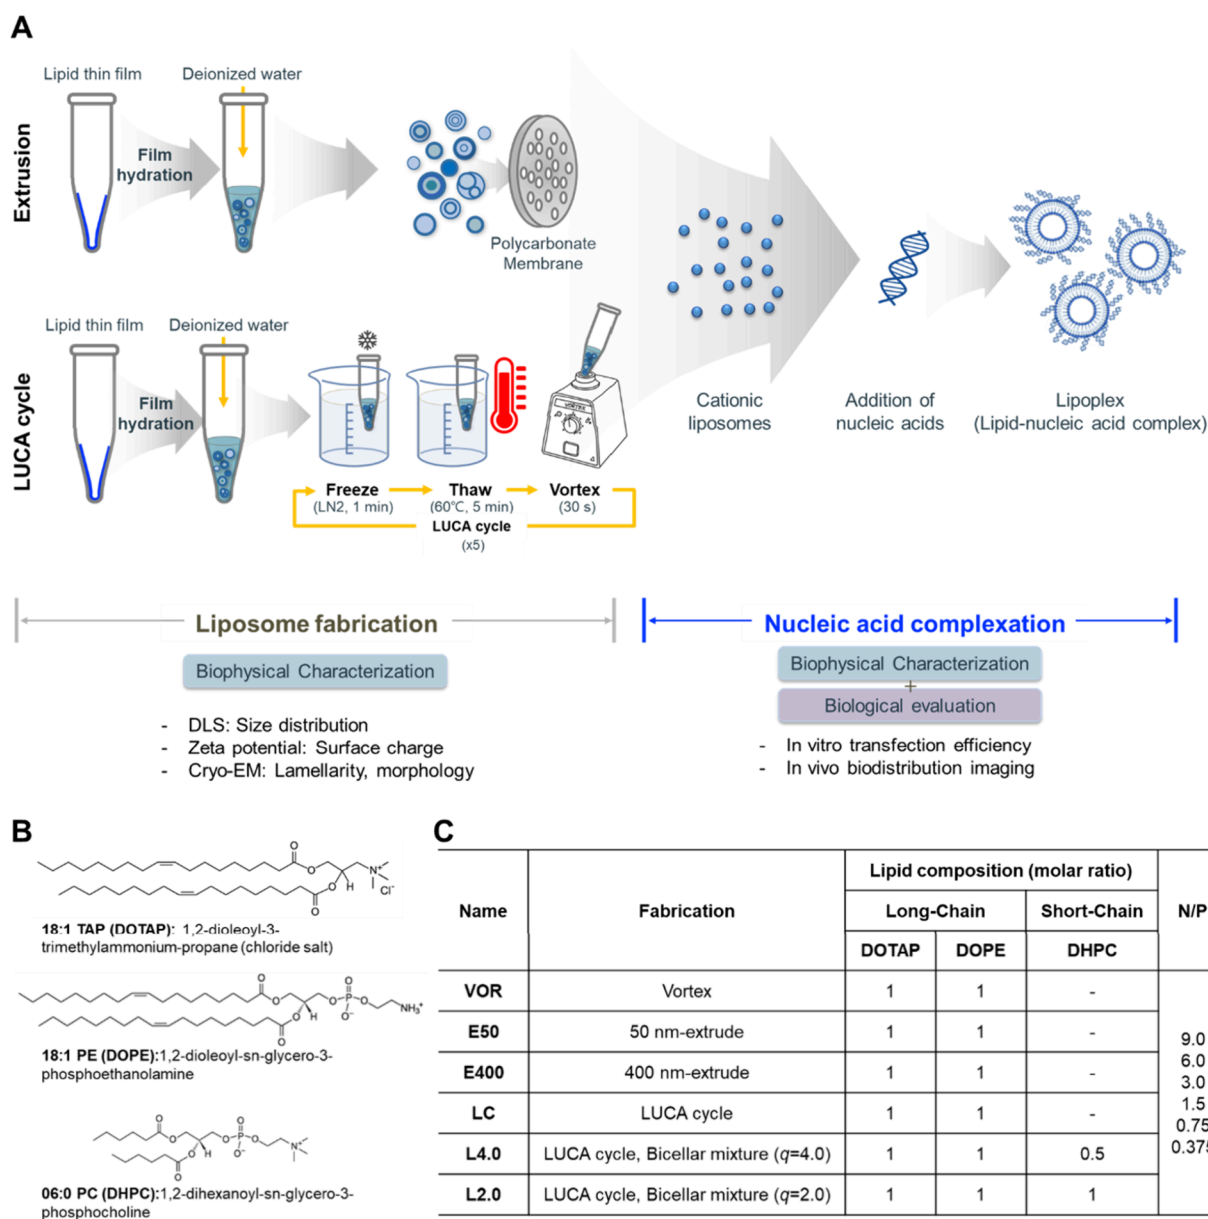 A
Extrusion
Lipid thin film
Deionized water
Film
hydration
Polycarbonate
Membrane
LUCA cycle
Lipid thin film
Deionized water
Film
hydration
VORTEX
Freeze
(LN2, 1 min)
Thaw
(60℃, 5 min)
Vortex
(30 s)
LUCA cycle
(x5)
Cationic
liposomes
Addition of
nucleic acids
Lipoplex
(Lipid-nucleic acid complex)
Liposome fabrication
Biophysical Characterization
- DLS: Size distribution
- Zeta potential: Surface charge
- Cryo-EM: Lamellarity, morphology
Nucleic acid complexation
Biophysical Characterization
+
Biological evaluation
- In vitro transfection efficiency
- In vivo biodistribution imaging
B
O
O
O
O
H
N+
Cl-
18:1 TAP (DOTAP): 1,2-dioleoyl-3-
trimethylammonium-propane (chloride salt)
O
O
O
O
H
O
P
O
O-
O
NH3+
18:1 PE (DOPE):1,2-dioleoyl-sn-glycero-3-
phosphoethanolamine
O
O
O
O
H
O
P
O
O-
O
N+
06:0 PC (DHPC):1,2-dihexanoyl-sn-glycero-3-
phosphocholine
C
Name Fabrication Lipid composition (molar ratio) N/P
Long-Chain Short-Chain
DOTAP DOPE DHPC
VOR Vortex 1 1 -
E50 50 nm-extrude 1 1 -
E400 400 nm-extrude 1 1 -
LC LUCA cycle 1 1 -
L4.0 LUCA cycle, Bicellar mixture (q=4.0) 1 1 0.5
L2.0 LUCA cycle, Bicellar mixture (q=2.0) 1 1 1
9.0
6.0
3.0
1.5
0.75
0.375